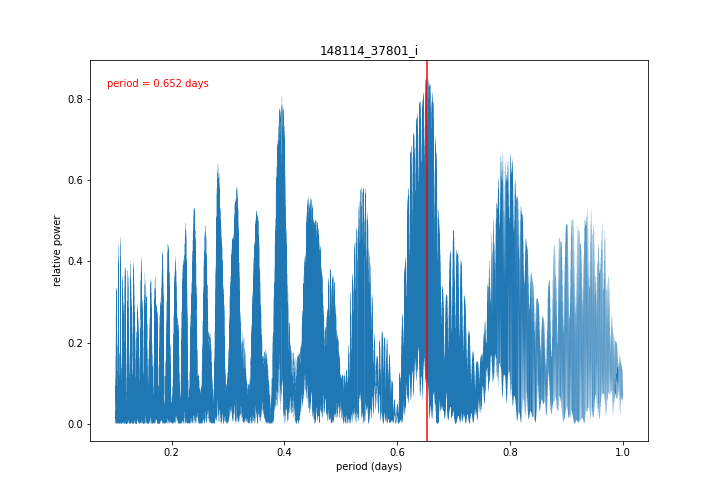 148114_37801_i
period = 0.652 days
relative power
0.8
0.6
0.4
0.2
0.0
0.2 0.4 0.6 0.8 1.0
period (days)